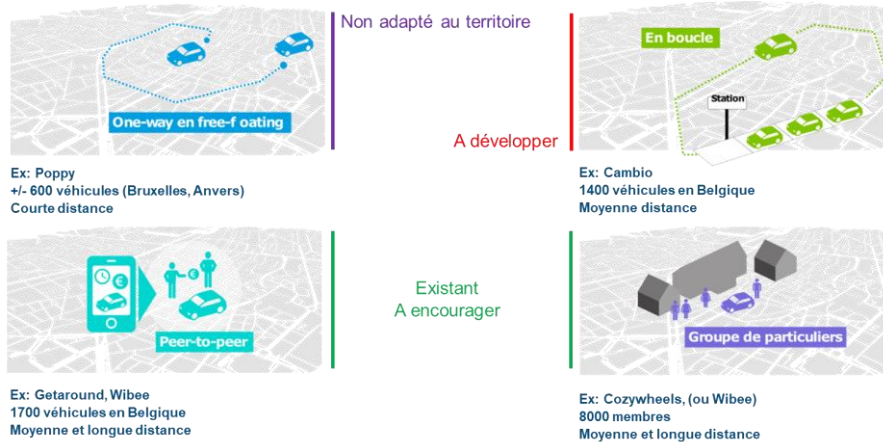 One-way en free-f oating
Ex: Poppy
+/- 600 véhicules (Bruxelles, Anvers)
Courte distance
Non adapté au territoire
A développer
En boucle
Station
Ex: Cambio
1400 véhicules en Belgique
Moyenne distance
€
€
Peer-to-peer
Ex: Getaround, Wibee
1700 véhicules en Belgique
Moyenne et longue distance
Existant
A encourager
Groupe de particuliers
Ex: Cozywheels, (ou Wibee)
8000 membres
Moyenne et longue distance